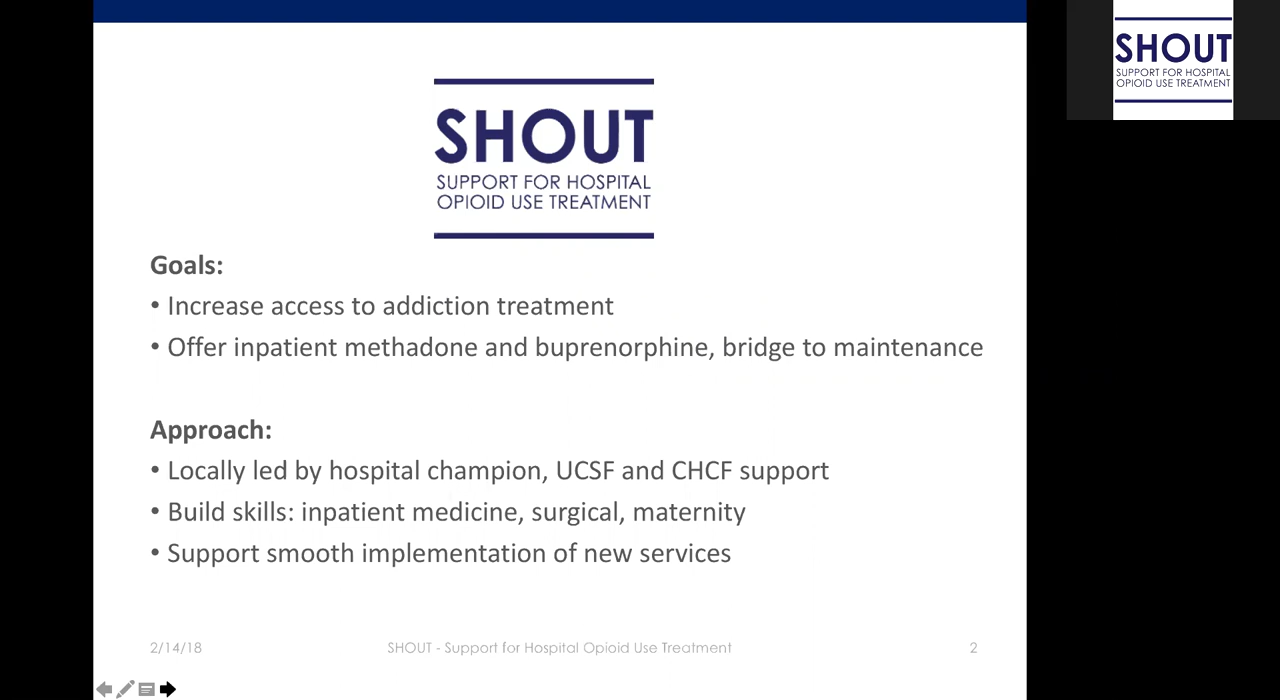 SHOUT
SUPPORT FOR HOSPITAL
OPIOID USE TREATMENT
Goals:
• Increase access to addiction treatment
• Offer inpatient methadone and buprenorphine, bridge to maintenance
Approach:
• Locally led by hospital champion, UCSF and CHCF support
• Build skills: inpatient medicine, surgical, maternity
• Support smooth implementation of new services
2/14/18 SHOUT - Support for Hospital Opioid Use Treatment 2
SHOUT
SUPPORT FOR HOSPITAL
OPIOID USE TREATMENT